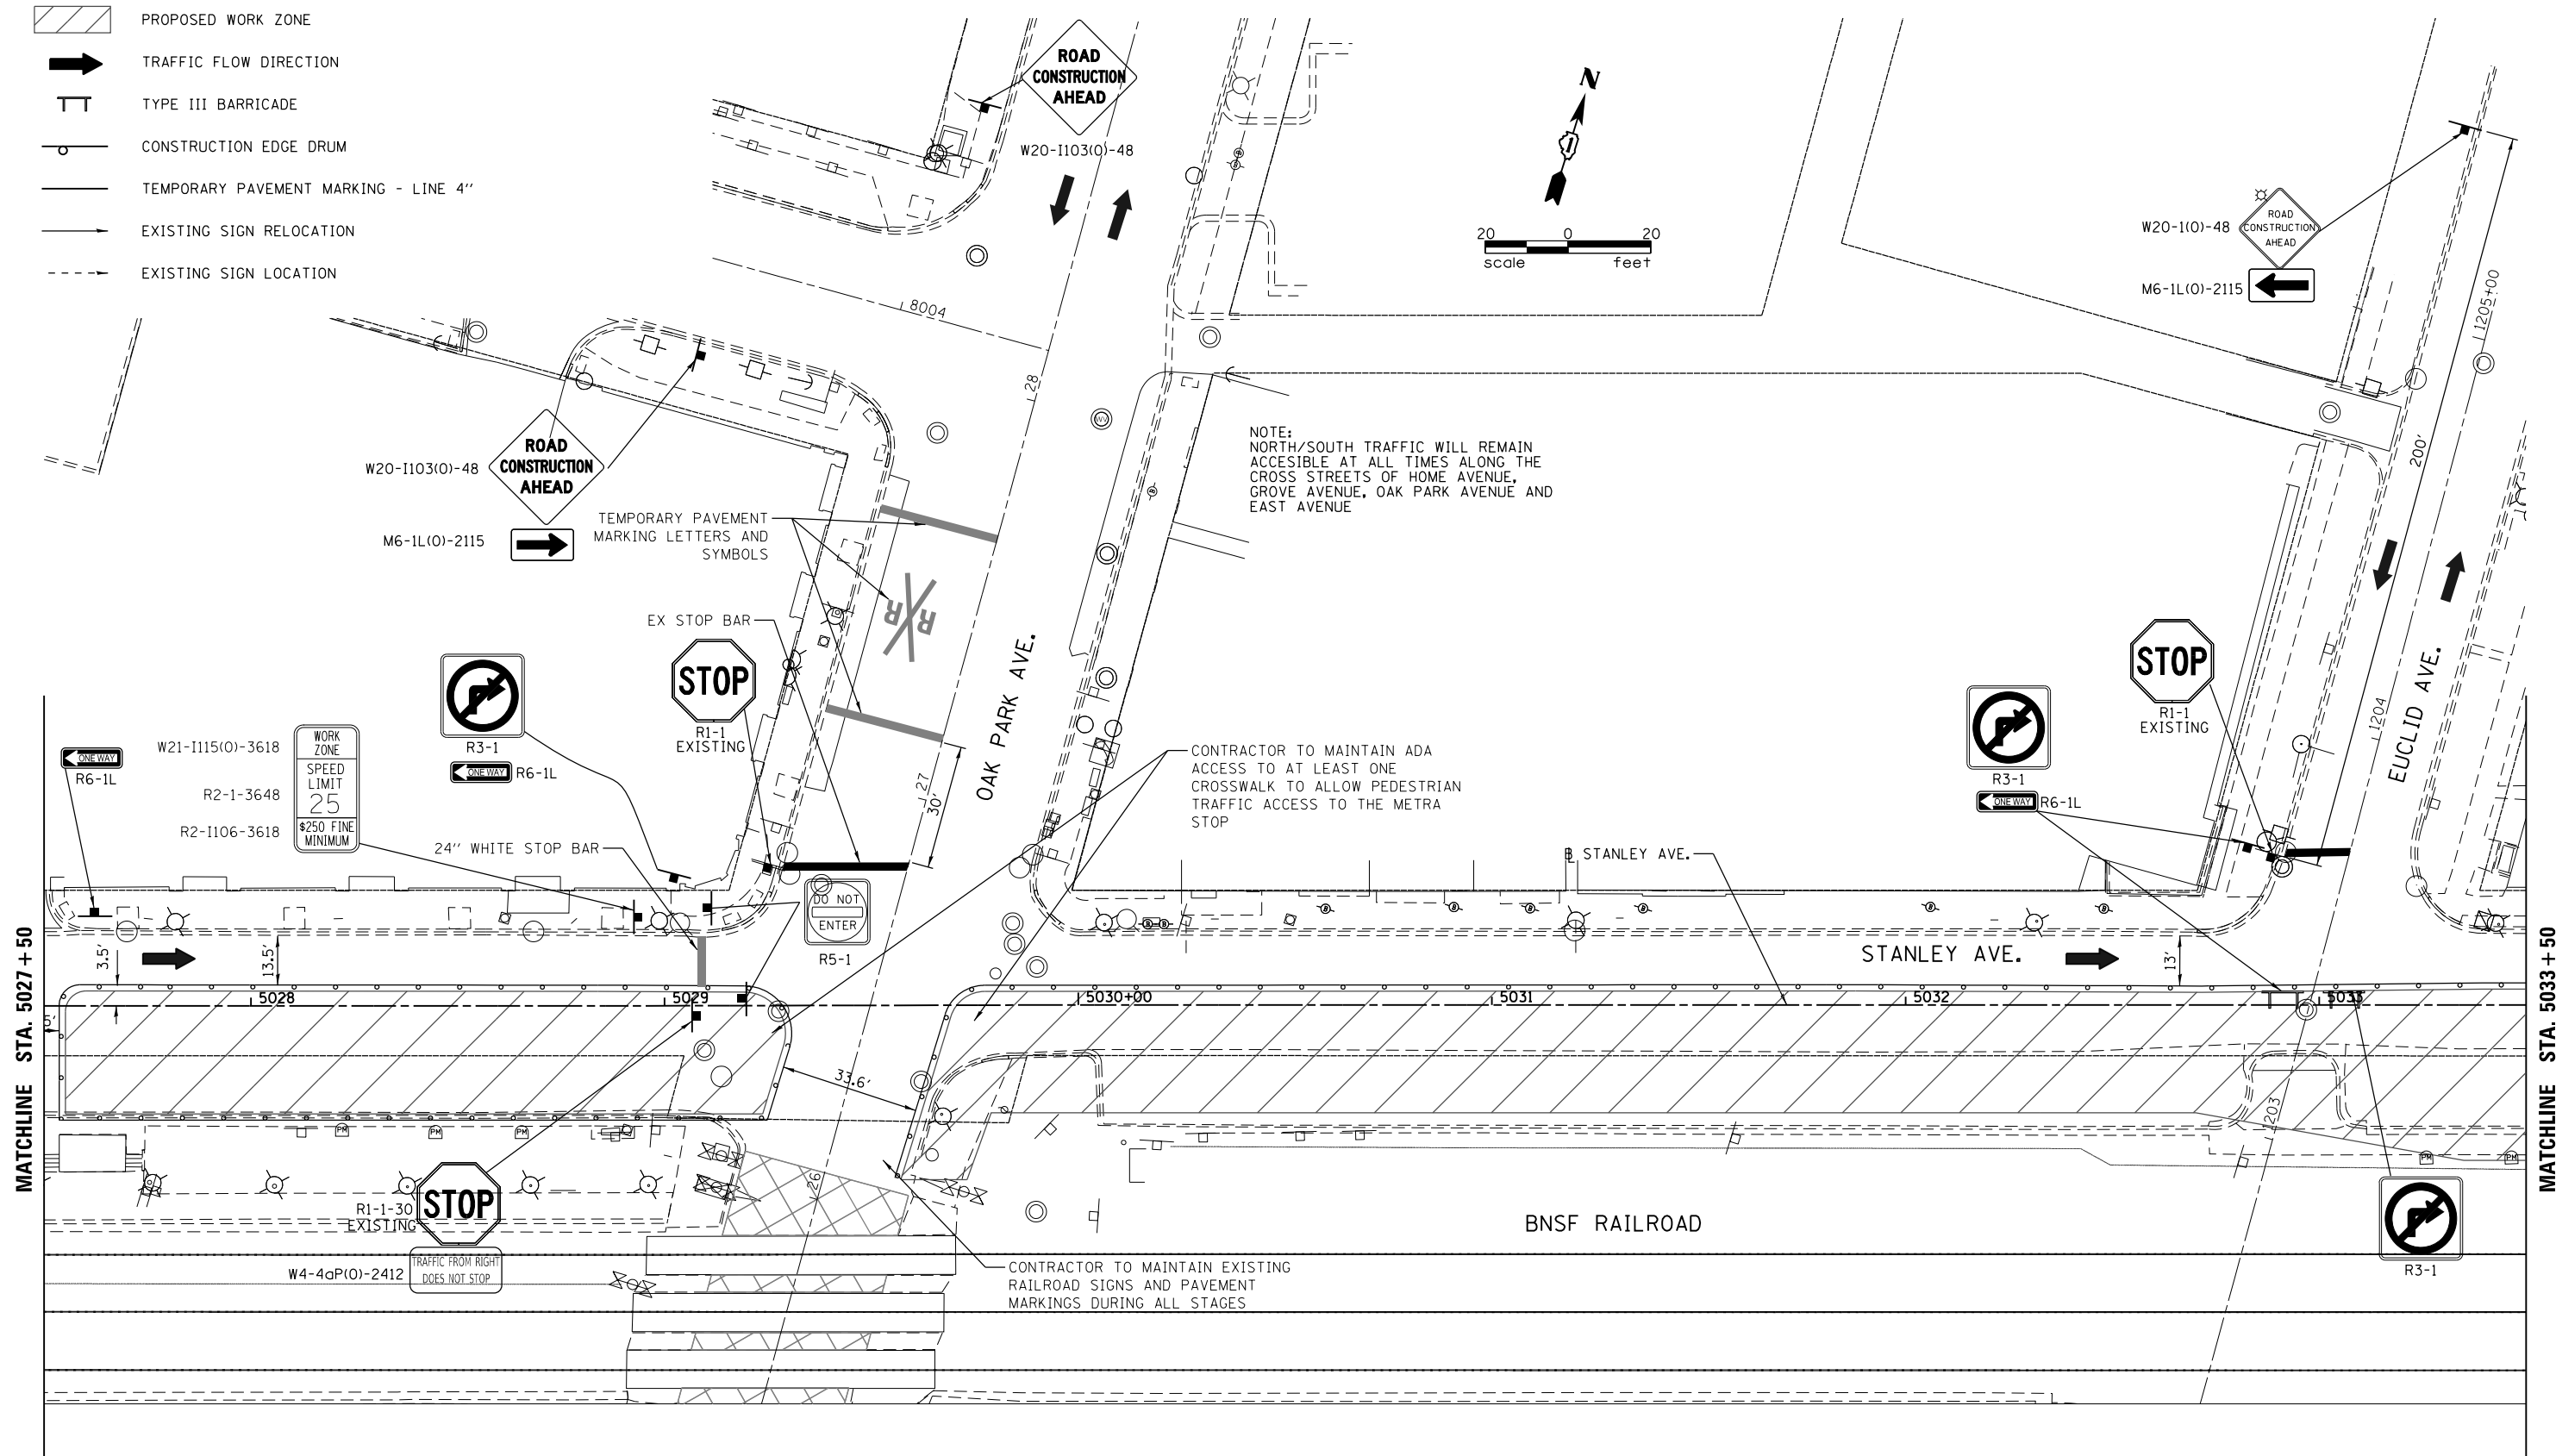 PROPOSED WORK ZONE
TRAFFIC FLOW DIRECTION
TYPE III BARRICADE
CONSTRUCTION EDGE DRUM
TEMPORARY PAVEMENT MARKING - LINE 4"
EXISTING SIGN RELOCATION
EXISTING SIGN LOCATION
ROAD
CONSTRUCTION
AHEAD
W20-I103(O)-48
N
1
20 0 20
scale feet
W20-1(O)-48
ROAD
CONSTRUCTION
AHEAD
M6-1L(O)-2115
1205+00
200'
8004
28
WV
ROAD
CONSTRUCTION
AHEAD
W20-I103(O)-48
M6-1L(O)-2115
NOTE:
NORTH/SOUTH TRAFFIC WILL REMAIN
ACCESIBLE AT ALL TIMES ALONG THE
CROSS STREETS OF HOME AVENUE,
GROVE AVENUE, OAK PARK AVENUE AND
EAST AVENUE
TEMPORARY PAVEMENT
MARKING LETTERS AND
SYMBOLS
R R
EX STOP BAR
STOP
R1-1
EXISTING
R3-1
ONE WAY
R6-1L
ONE WAY
R6-1L
W21-I115(O)-3618
R2-1-3648
R2-I106-3618
WORK
ZONE
SPEED
LIMIT
25
$250 FINE
MINIMUM
24" WHITE STOP BAR
OAK PARK AVE.
27
30'
CONTRACTOR TO MAINTAIN ADA
ACCESS TO AT LEAST ONE
CROSSWALK TO ALLOW PEDESTRIAN
TRAFFIC ACCESS TO THE METRA
STOP
STOP
R1-1
EXISTING
R3-1
ONE WAY
R6-1L
EUCLID AVE.
1204
DO NOT
ENTER
R5-1
℄ STANLEY AVE.
STANLEY AVE.
3.5'
13.5'
13'
5028
5029
5030+00
5031
5032
5033
5'
33.6'
MATCHLINE STA. 5027+50
MATCHLINE STA. 5033+50
PM
PM
PM
PM
PM
1203
26
STOP
R1-1-30
EXISTING
TRAFFIC FROM RIGHT
DOES NOT STOP
W4-4aP(O)-2412
BNSF RAILROAD
CONTRACTOR TO MAINTAIN EXISTING
RAILROAD SIGNS AND PAVEMENT
MARKINGS DURING ALL STAGES
R3-1